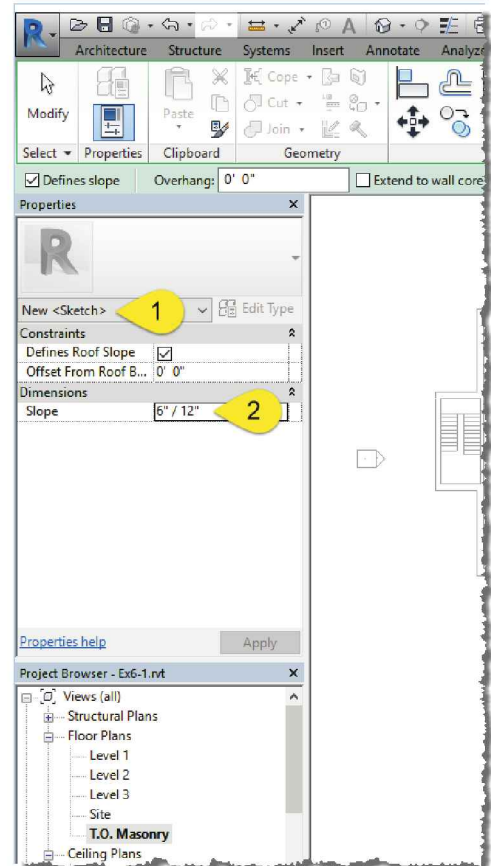 R
A
Architecture Structure Systems Insert Annotate Analyze
Modify Paste Cope
Cut
Join
Select Properties Clipboard Geometry
Defines slope Overhang: 0' 0" Extend to wall core
Properties
R
New <Sketch> 1 Edit Type
Constraints
Defines Roof Slope
Offset From Roof B... 0' 0"
Dimensions
Slope 6" / 12" 2
Properties help Apply
Project Browser - Ex6-1.rvt
Views (all)
Structural Plans
Floor Plans
Level 1
Level 2
Level 3
Site
T.O. Masonry
Ceiling Plans